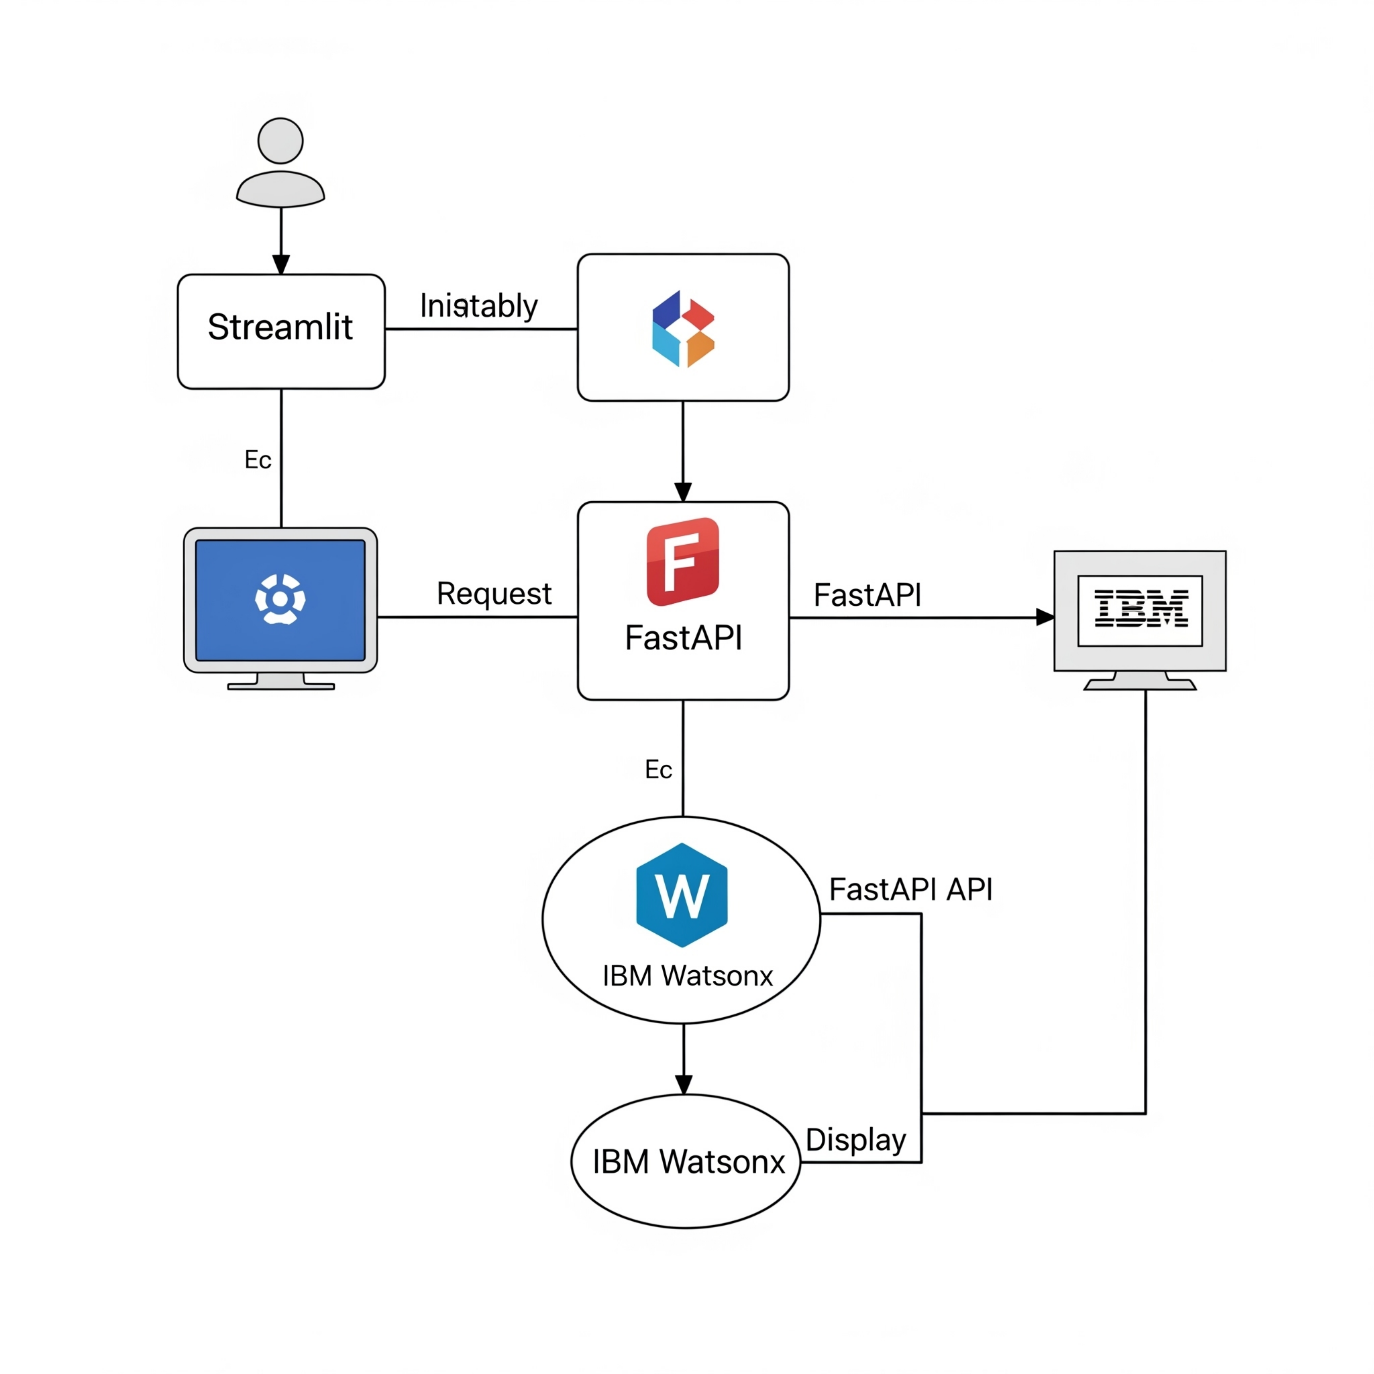 Streamlit
Inistably
Ec
Request
F
FastAPI
FastAPI
IBM
Ec
W
IBM Watsonx
FastAPI API
IBM Watsonx
Display